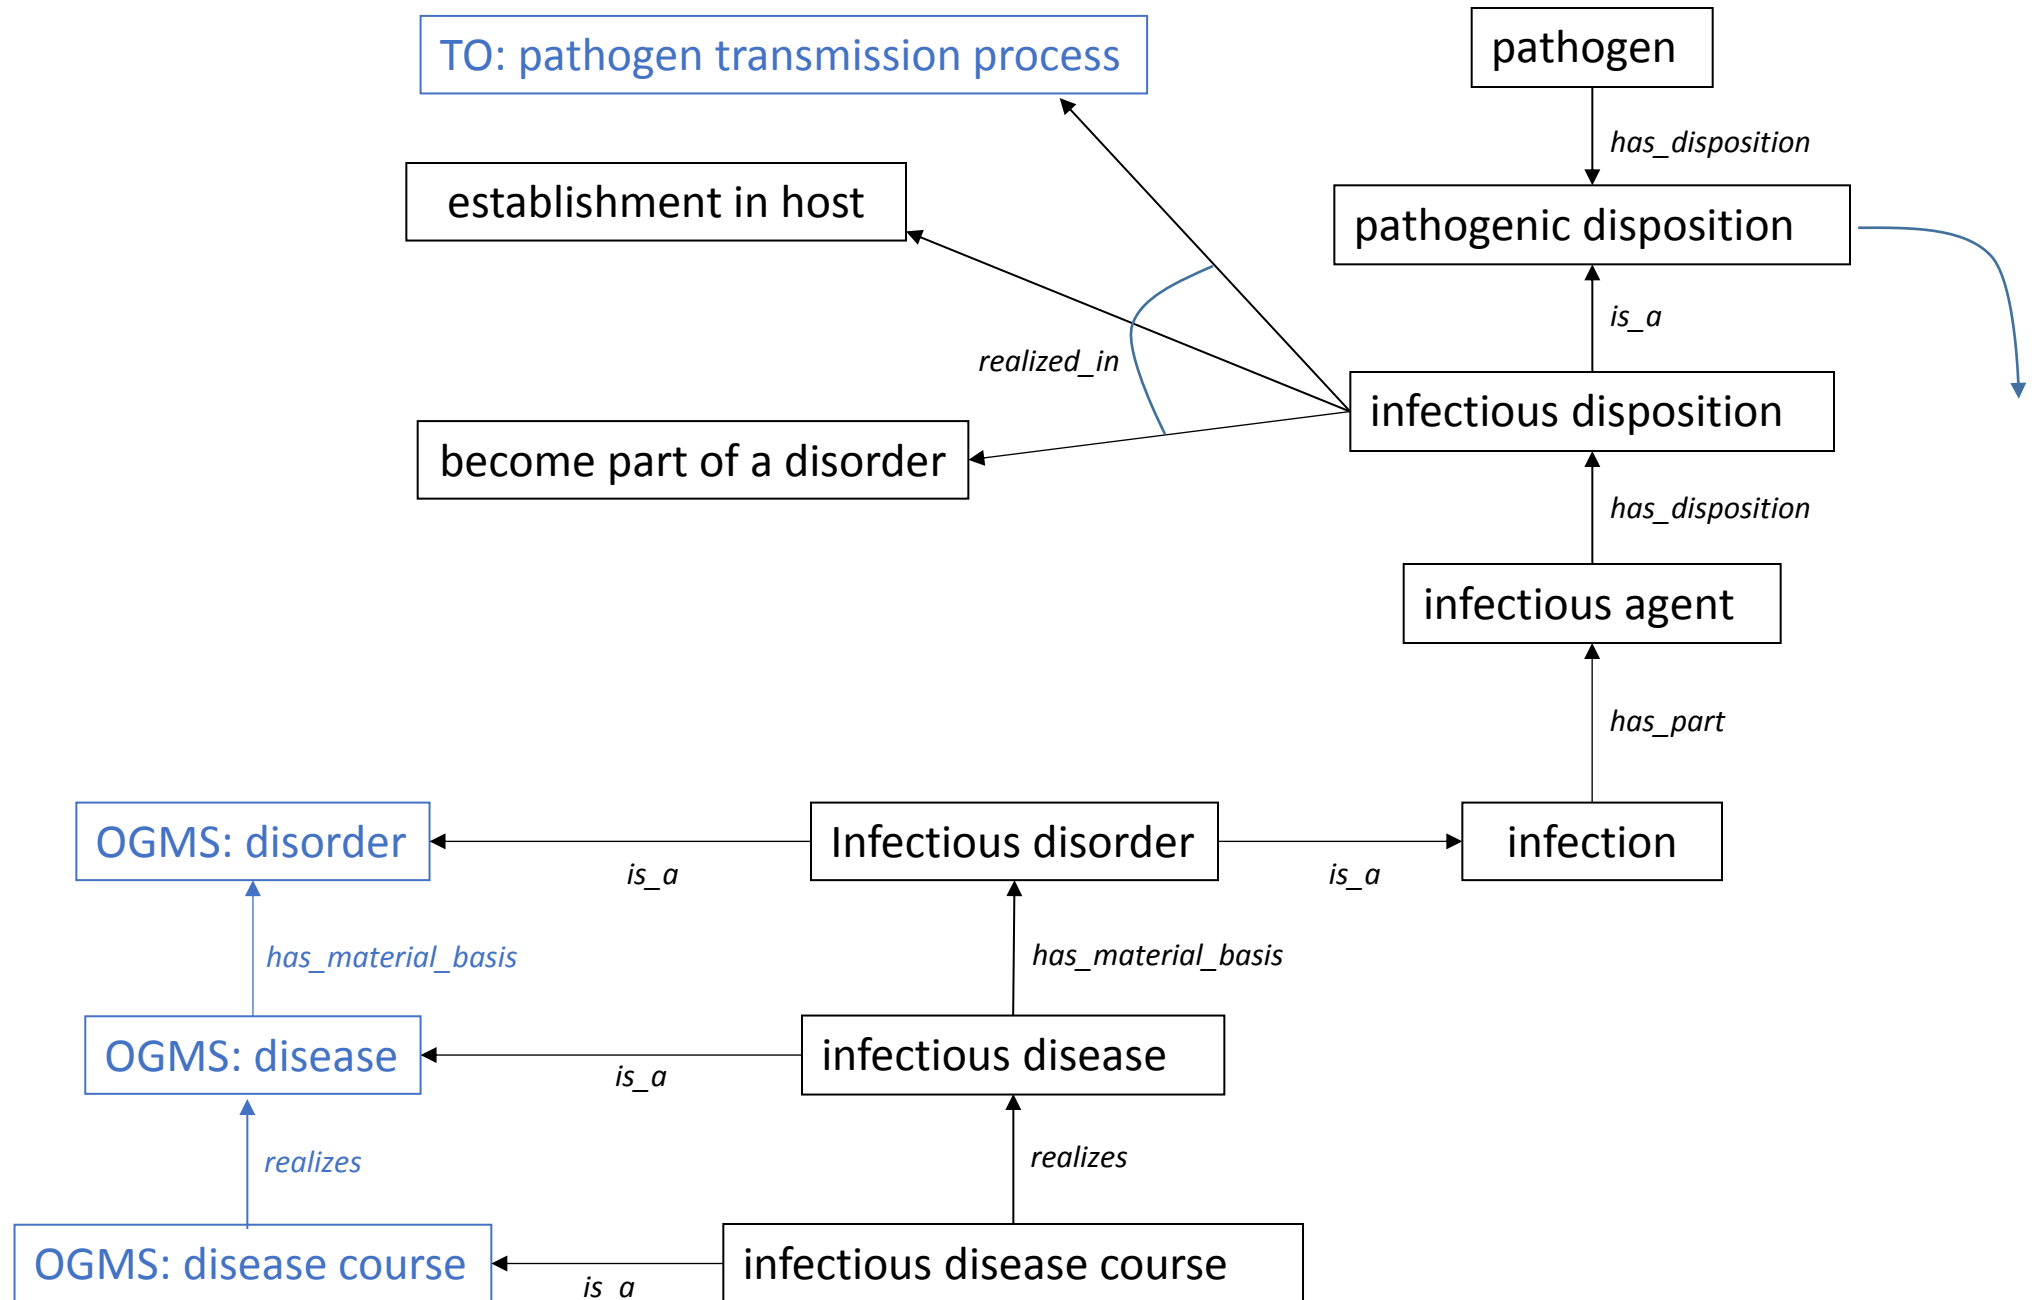 TO: pathogen transmission process
pathogen
has_disposition
establishment in host
pathogenic disposition
is_a
realized_in
infectious disposition
become part of a disorder
has_disposition
infectious agent
has_part
OGMS: disorder
Infectious disorder
infection
is_a
is_a
has_material_basis
has_material_basis
OGMS: disease
infectious disease
is_a
realizes
realizes
OGMS: disease course
infectious disease course
is_a